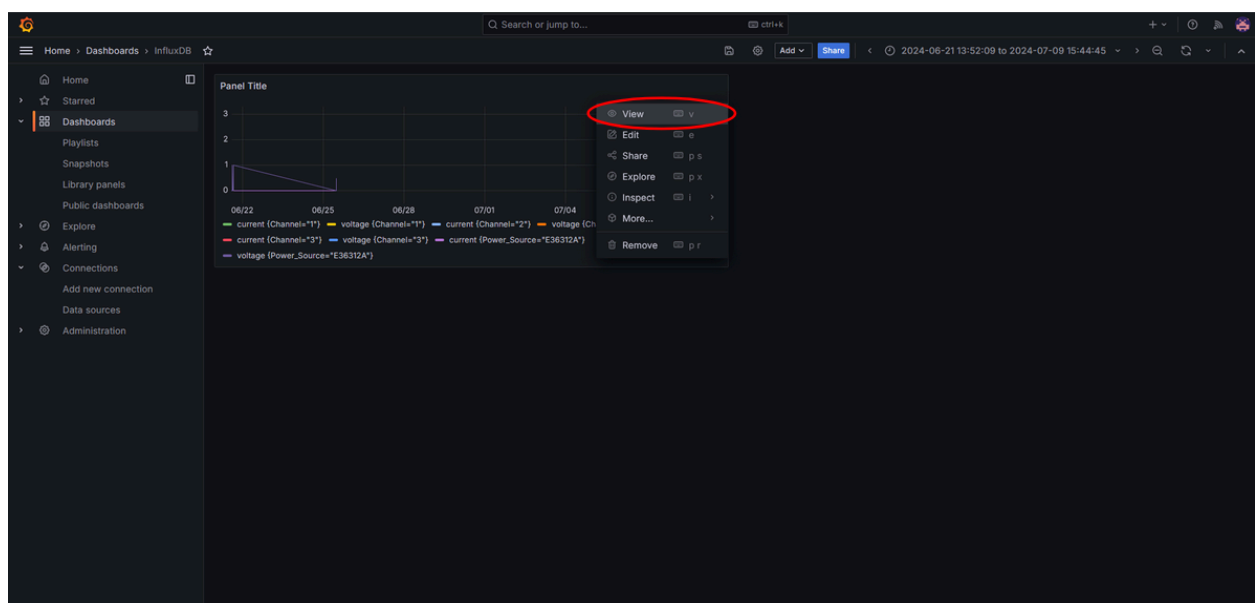 Search or jump to...
ctrl+k
Home › Dashboards › InfluxDB
Add
Share
2024-06-21 13:52:09 to 2024-07-09 15:44:45
Home
Starred
Dashboards
Playlists
Snapshots
Library panels
Public dashboards
Explore
Alerting
Connections
Add new connection
Data sources
Administration
Panel Title
3
2
1
0
06/22 06/25 06/28 07/01 07/04
current {Channel="1"} voltage {Channel="1"} current {Channel="2"} voltage {Ch
current {Channel="3"} voltage {Channel="3"} current {Power_Source="E36312A"}
voltage {Power_Source="E36312A"}
View v
Edit e
Share p s
Explore p x
Inspect i
More...
Remove p r